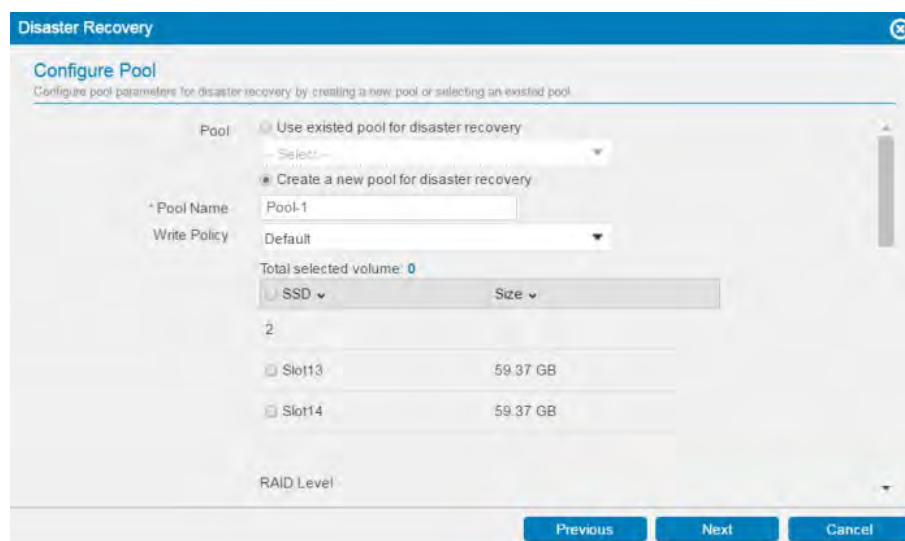 Disaster Recovery
Configure Pool
Configure pool parameters for disaster recovery by creating a new pool or selecting an existed pool
Pool
Use existed pool for disaster recovery
-- Select --
Create a new pool for disaster recovery
* Pool Name
Pool-1
Write Policy
Default
Total selected volume: 0
SSD Size
2
Slot13 59.37 GB
Slot14 59.37 GB
RAID Level
Previous Next Cancel